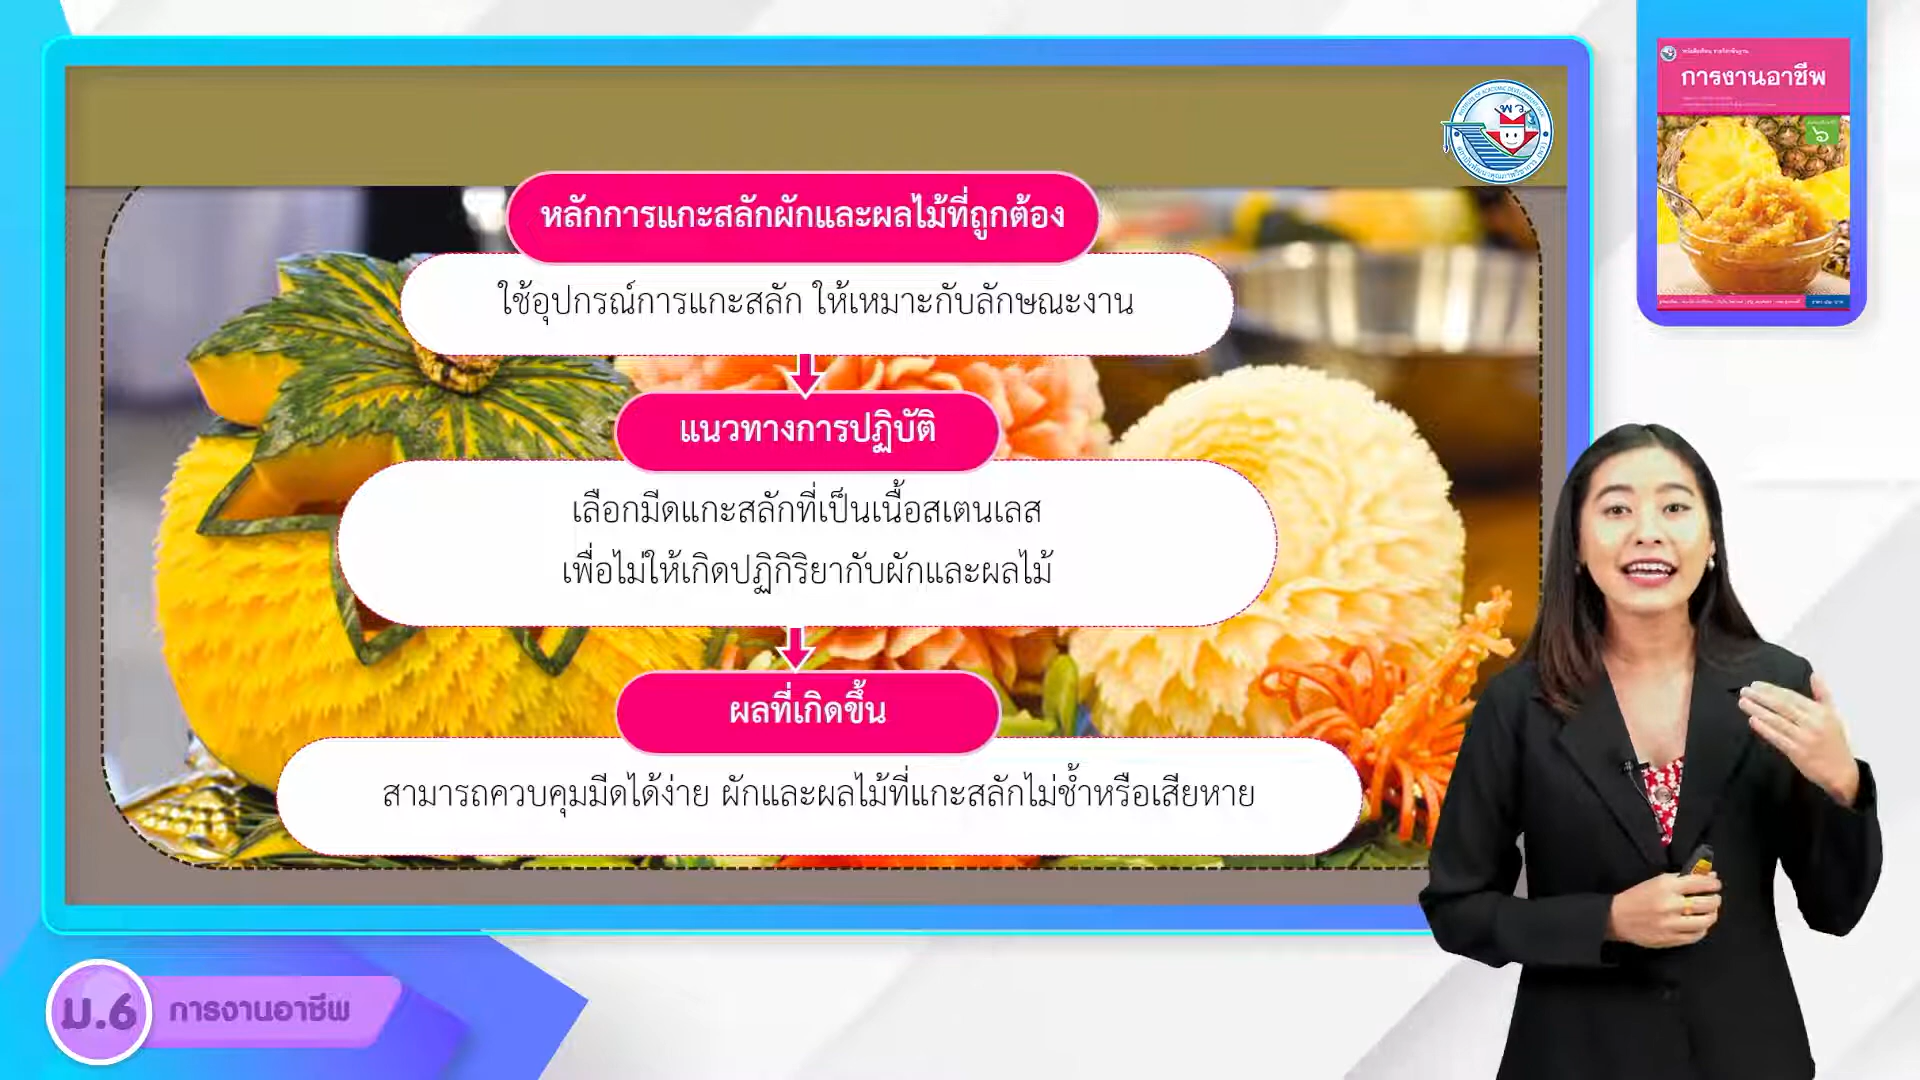 หลักการแกะสลักผักและผลไม้ที่ถูกต้อง
ใช้อุปกรณ์การแกะสลัก ให้เหมาะกับลักษณะงาน
แนวทางการปฏิบัติ
เลือกมีดแกะสลักที่เป็นเนื้อสเตนเลส
เพื่อไม่ให้เกิดปฏิกิริยากับผักและผลไม้
ผลที่เกิดขึ้น
สามารถควบคุมมีดได้ง่าย ผักและผลไม้ที่แกะสลักไม่ช้ำหรือเสียหาย
พว
การงานอาชีพ
๖
ม.6 การงานอาชีพ